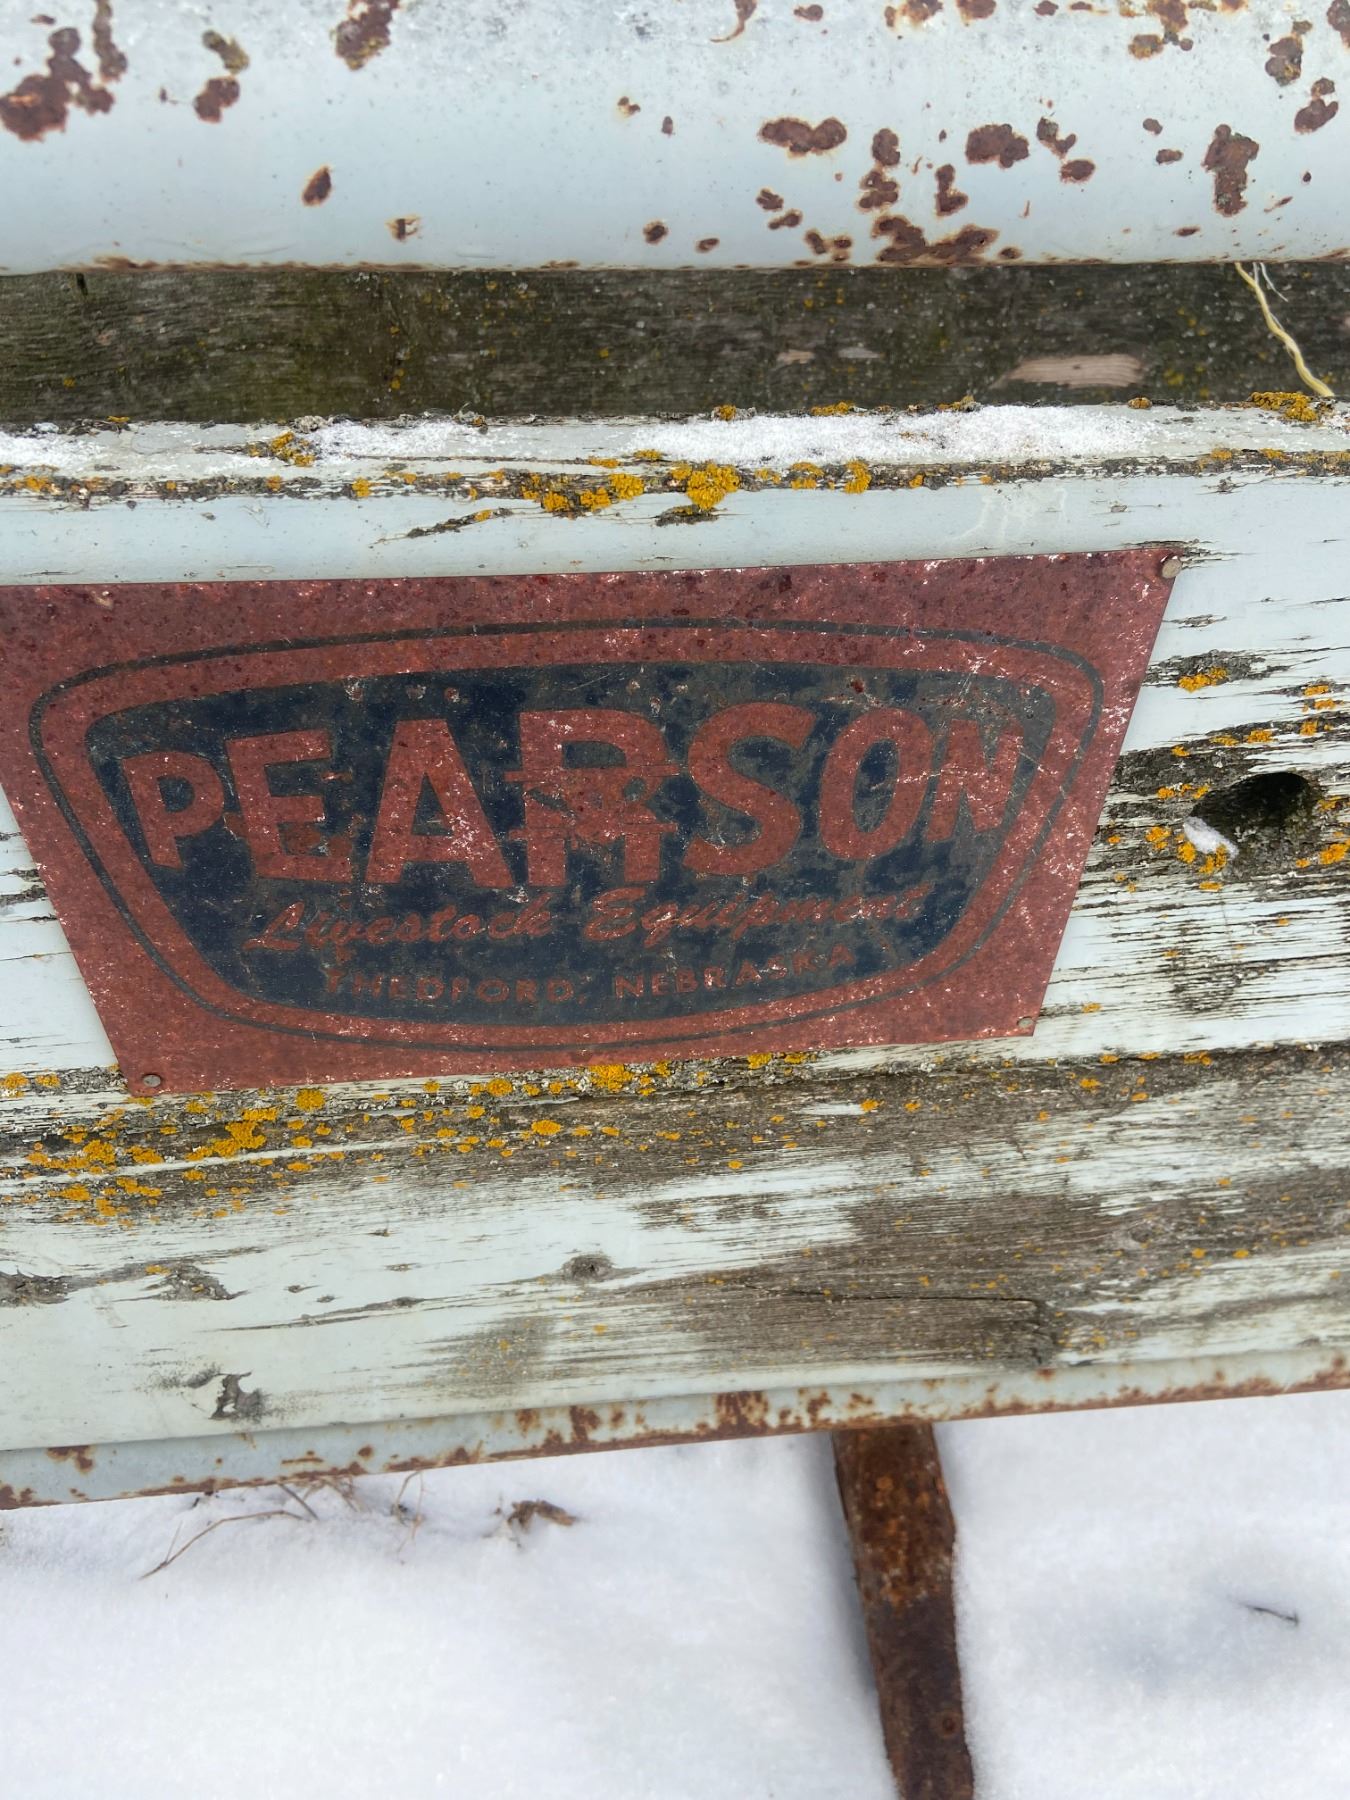 PEARSON
Livestock Equipment
THEDFORD, NEBRASKA